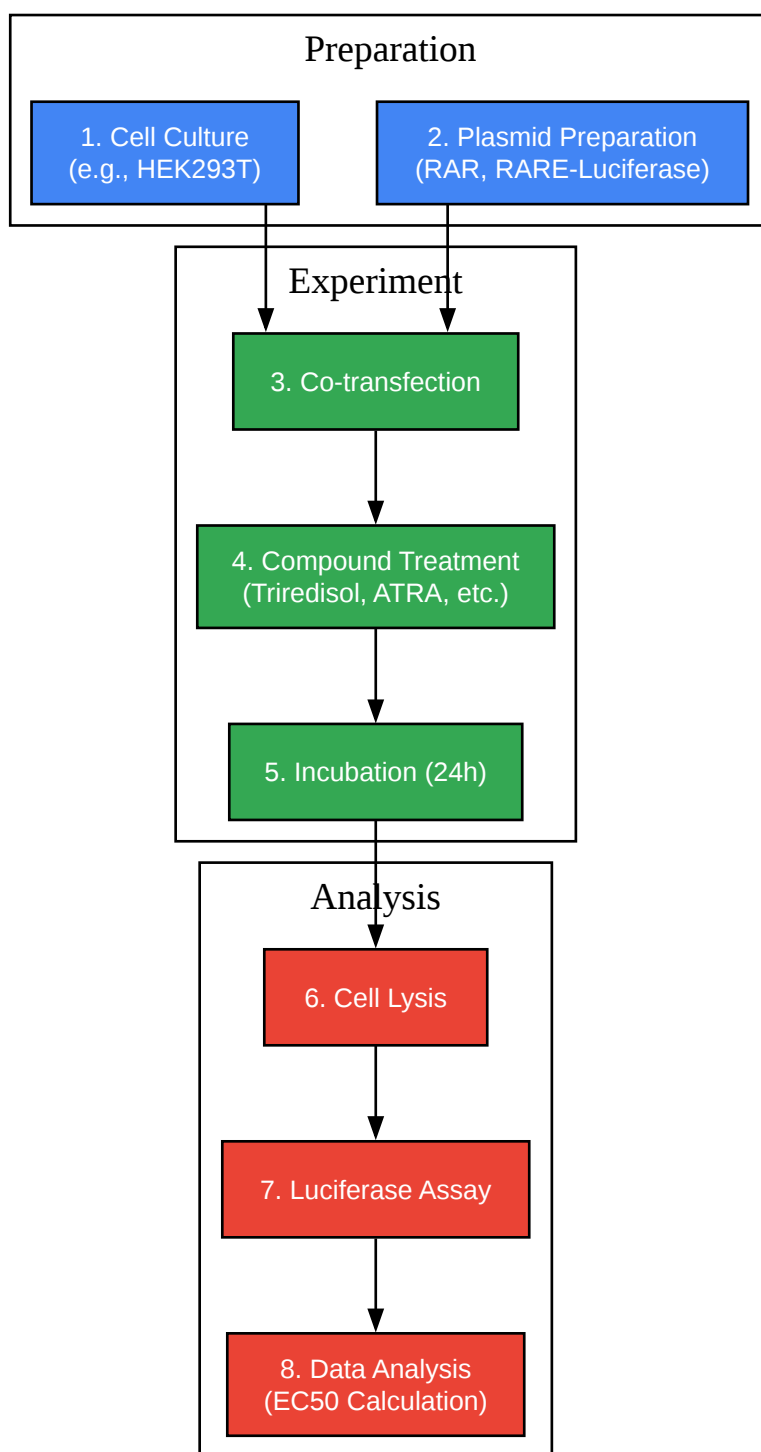 Preparation
1. Cell Culture
(e.g., HEK293T)
2. Plasmid Preparation
(RAR, RARE-Luciferase)
Experiment
3. Co-transfection
4. Compound Treatment
(Triredisol, ATRA, etc.)
5. Incubation (24h)
Analysis
6. Cell Lysis
7. Luciferase Assay
8. Data Analysis
(EC50 Calculation)